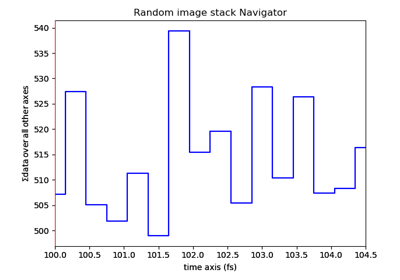 Random image stack Navigator
540
535
530
525
520
515
510
505
500
Σdata over all other axes
100.0 100.5 101.0 101.5 102.0 102.5 103.0 103.5 104.0 104.5
time axis (fs)